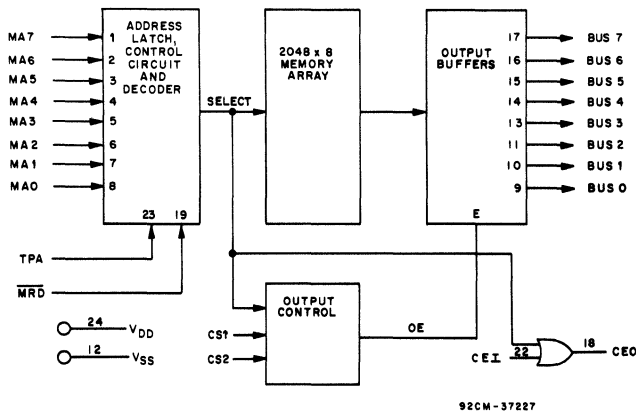 MA7
MA6
MA5
MA4
MA3
MA2
MA1
MA0
1
2
3
4
5
6
7
8
ADDRESS
LATCH,
CONTROL
CIRCUIT
AND
DECODER
23
19
TPA
MRD
SELECT
2048 x 8
MEMORY
ARRAY
OUTPUT
BUFFERS
E
17
16
15
14
13
11
10
9
BUS 7
BUS 6
BUS 5
BUS 4
BUS 3
BUS 2
BUS 1
BUS 0
OUTPUT
CONTROL
CS1
CS2
OE
CEI
22
18
CEO
24
VDD
12
VSS
92CM-37227